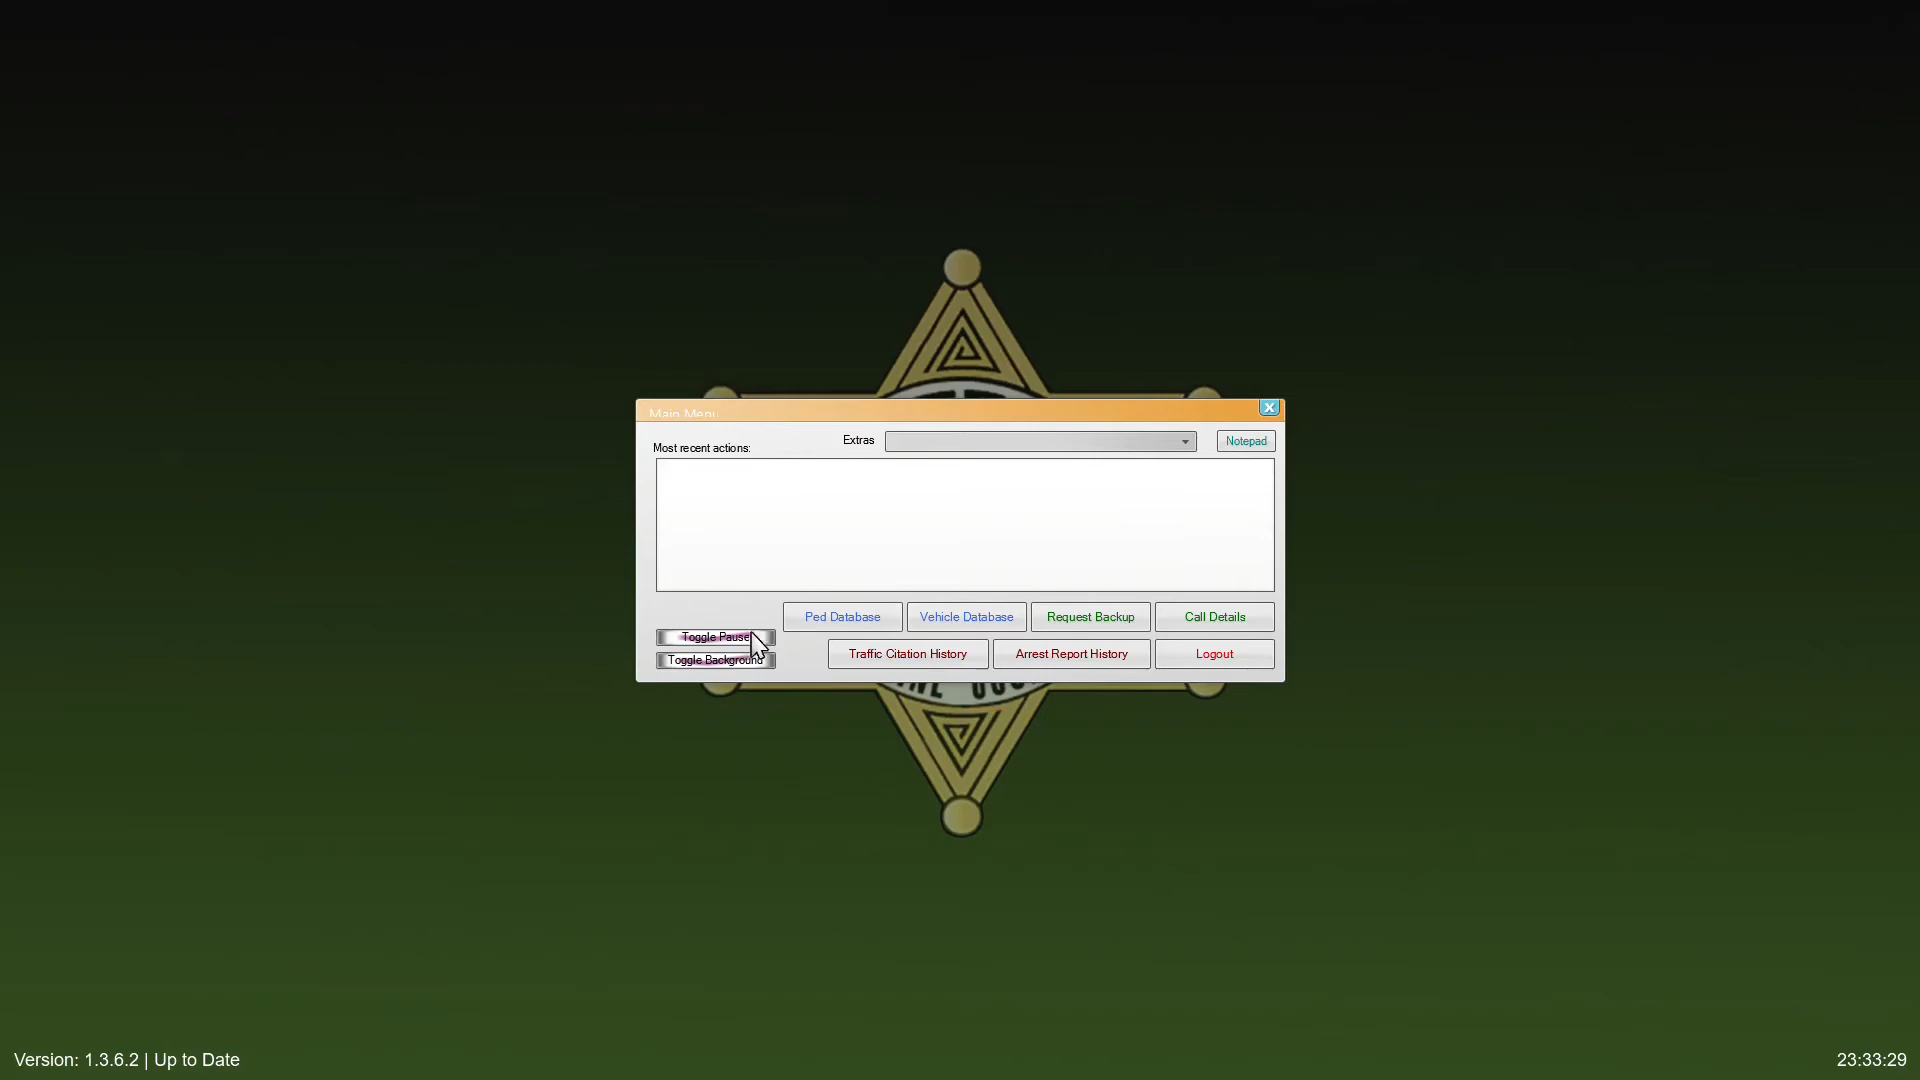 Main Menu
Extras
Notepad
Most recent actions:
Ped Database
Vehicle Database
Request Backup
Call Details
Toggle Pause
Toggle Background
Traffic Citation History
Arrest Report History
Logout
Version: 1.3.6.2 | Up to Date
23:33:29